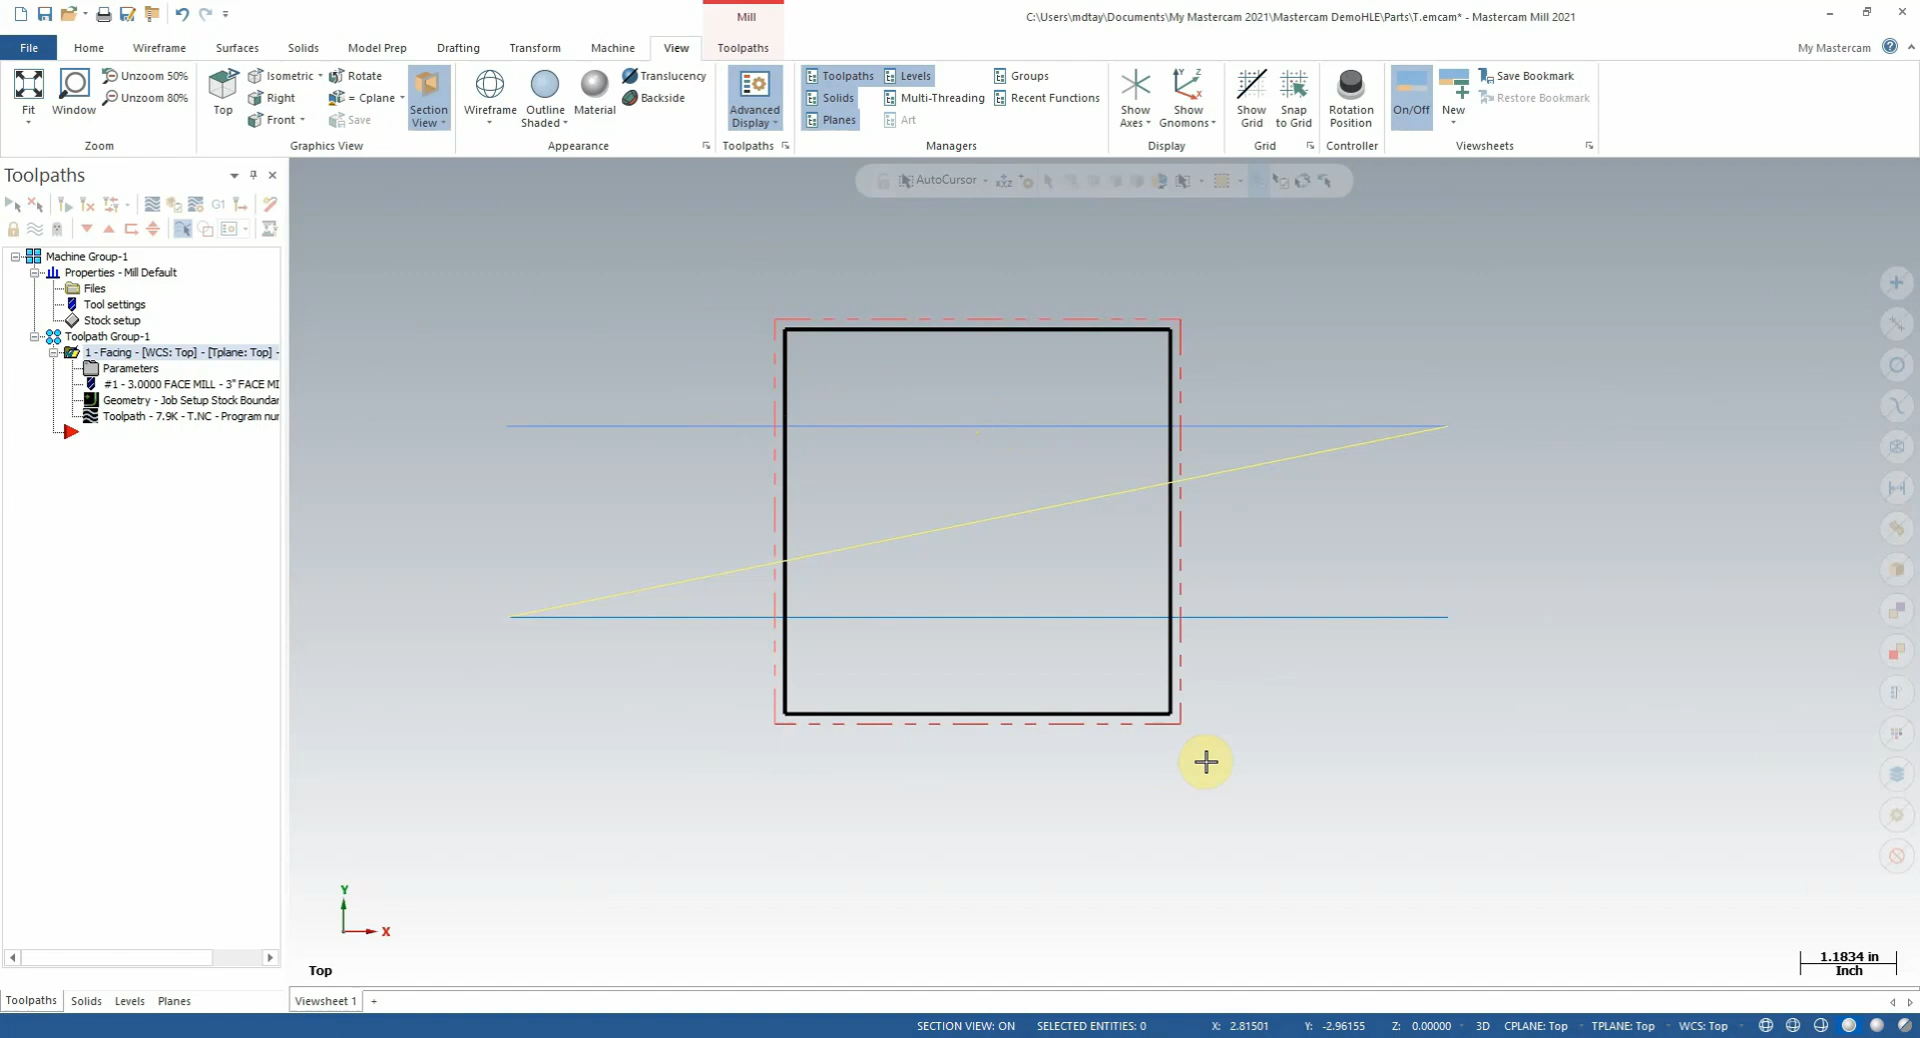 Mill
C:\Users\mdtay\Documents\My Mastercam 2021\Mastercam DemoHLE\Parts\T.emcam* - Mastercam Mill 2021
File
Home
Wireframe
Surfaces
Solids
Model Prep
Drafting
Transform
Machine
View
Toolpaths
My Mastercam
Fit
Window
Unzoom 50%
Unzoom 80%
Zoom
Top
Isometric
Right
Front
Rotate
= Cplane
Save
Section
View
Graphics View
Wireframe
Outline
Shaded
Material
Translucency
Backside
Appearance
Advanced
Display
Toolpaths
Toolpaths
Solids
Planes
Levels
Multi-Threading
Art
Groups
Recent Functions
Managers
Show
Axes
Show
Gnomons
Display
Show
Grid
Snap
to Grid
Grid
Rotation
Position
Controller
On/Off
New
Save Bookmark
Restore Bookmark
Viewsheets
Toolpaths
AutoCursor
G1
Machine Group-1
Properties - Mill Default
Files
Tool settings
Stock setup
Toolpath Group-1
1 - Facing - [WCS: Top] - [Tplane: Top] -
Parameters
#1 - 3.0000 FACE MILL - 3" FACE MI
Geometry - Job Setup Stock Boundar
Toolpath - 7.9K - T.NC - Program nur
Y
X
Top
1.1834 in
Inch
Toolpaths
Solids
Levels
Planes
Viewsheet 1
+
SECTION VIEW: ON
SELECTED ENTITIES: 0
X: 2.81501
Y: -2.96155
Z: 0.00000
3D
CPLANE: Top
TPLANE: Top
WCS: Top